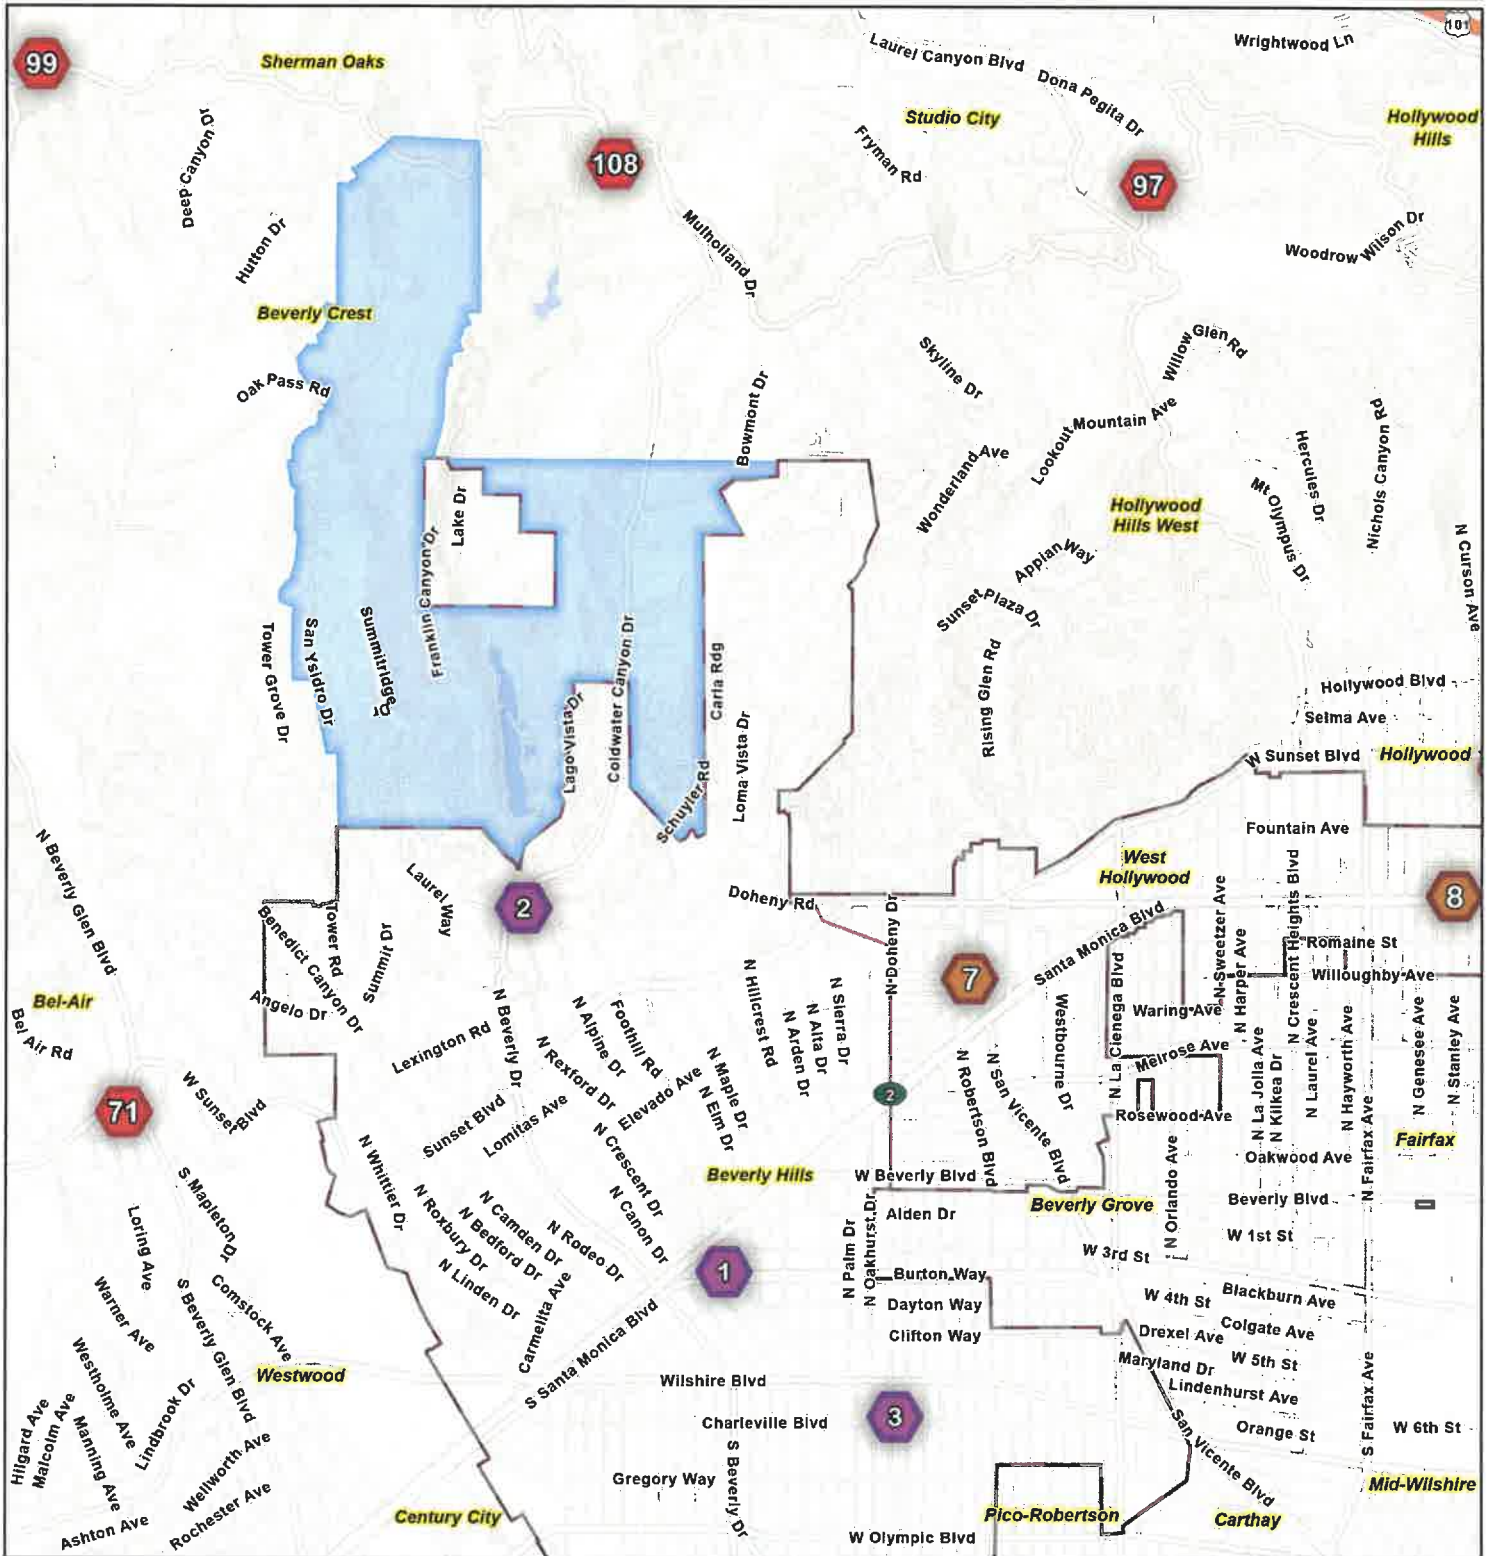 101
Wrightwood Ln
99
Sherman Oaks
Laurel Canyon Blvd
Dona Pegita Dr
Studio City
Hollywood
Hills
Deep Canyon Dr
108
Fryman Rd
97
Hutton Dr
Mulholland Dr
Woodrow Wilson Dr
Beverly Crest
Oak Pass Rd
Skyline Dr
Willow Glen Rd
Bowmont Dr
Lookout Mountain Ave
Wonderland Ave
Hercules Dr
Nichols Canyon Rd
Mt Olympus Dr
Hollywood
Hills West
Lake Dr
N Curson Ave
Franklin Canyon Dr
Appian Way
Sunset Plaza Dr
Tower Grove Dr
San Ysidro Dr
Summitridge
Dr
Coldwater Canyon Dr
Carla Rdg
Rising Glen Rd
Hollywood Blvd
Selma Ave
Lago Vista Dr
Loma Vista Dr
W Sunset Blvd
Hollywood
Schuyler Rd
Fountain Ave
N Beverly Glen Blvd
Laurel Way
West
Hollywood
2
Doheny Rd
8
Benedict Canyon Dr
Tower Rd
Summit Dr
N Doheny Dr
Santa Monica Blvd
N Sweetzer Ave
N Harper Ave
N Crescent Heights Blvd
Romaine St
Willoughby Ave
7
Bel-Air
Bel Air Rd
Angelo Dr
Lexington Rd
N Beverly Dr
N Alpine Dr
Foothill Rd
N Hillcrest Rd
N Arden Dr
N Alta Dr
N Sierra Dr
Westbourne Dr
N La Cienega Blvd
Waring Ave
Melrose Ave
N La Jolla Ave
N Kilkea Dr
N Laurel Ave
N Hayworth Ave
N Genesee Ave
N Stanley Ave
N Rexford Dr
Elevado Ave
N Maple Dr
N Elm Dr
2
N Robertson Blvd
N San Vicente Blvd
Rosewood Ave
71
W Sunset Blvd
Sunset Blvd
Lomitas Ave
N Crescent Dr
N Whittier Dr
Fairfax
Oakwood Ave
N Fairfax Ave
Beverly Hills
W Beverly Blvd
S Mapleton Dr
Loring Ave
N Roxbury Dr
N Bedford Dr
N Camden Dr
N Rodeo Dr
N Canon Dr
N Linden Dr
Beverly Grove
N Orlando Ave
Beverly Blvd
Alden Dr
N Palm Dr
N Oakhurst Dr
W 1st St
W 3rd St
1
Burton Way
Dayton Way
Clifton Way
W 4th St
Blackburn Ave
Colgate Ave
Drexel Ave
Warner Ave
S Beverly Glen Blvd
Comstock Ave
Carmelita Ave
S Santa Monica Blvd
Maryland Dr
W 5th St
Lindenhurst Ave
Westwood
Westholme Ave
Wilshire Blvd
Hilgard Ave
Malcolm Ave
Manning Ave
Lindbrook Dr
Charleville Blvd
3
S Fairfax Ave
Orange St
W 6th St
San Vicente Blvd
Wellworth Ave
Gregory Way
S Beverly Dr
Mid-Wilshire
Rochester Ave
Ashton Ave
Century City
W Olympic Blvd
Pico-Robertson
Carthay